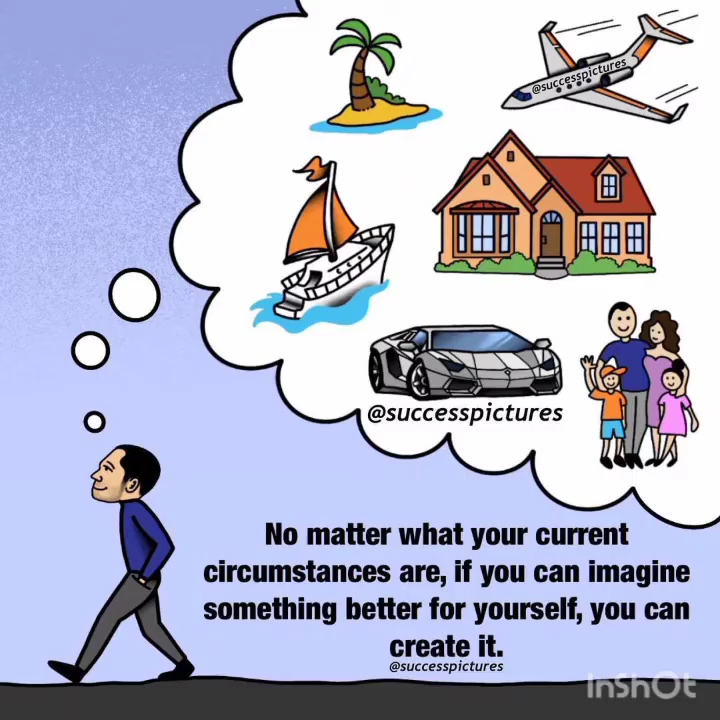 @successpictures
@successpictures
No matter what your current
circumstances are, if you can imagine
something better for yourself, you can
create it.
@successpictures
InShOt